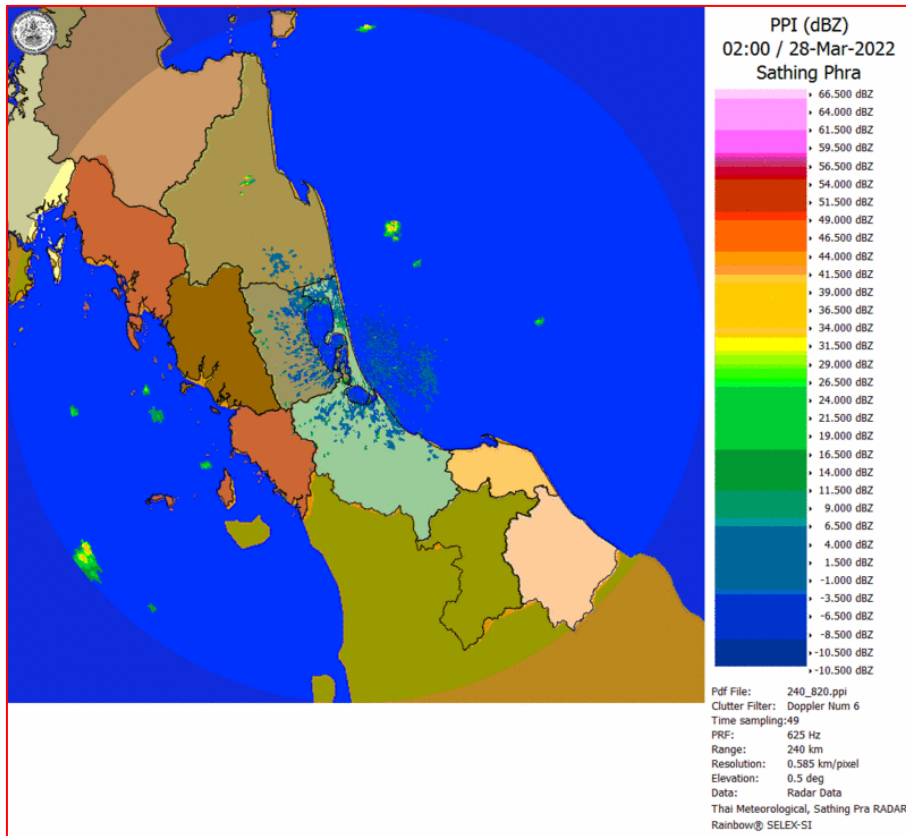 PPI (dBZ)
02:00 / 28-Mar-2022
Sathing Phra
66.500 dBZ
64.000 dBZ
61.500 dBZ
59.500 dBZ
56.500 dBZ
54.000 dBZ
51.500 dBZ
49.000 dBZ
46.500 dBZ
44.000 dBZ
41.500 dBZ
39.000 dBZ
36.500 dBZ
34.000 dBZ
31.500 dBZ
29.000 dBZ
26.500 dBZ
24.000 dBZ
21.500 dBZ
19.000 dBZ
16.500 dBZ
14.000 dBZ
11.500 dBZ
9.000 dBZ
6.500 dBZ
4.000 dBZ
1.500 dBZ
-1.000 dBZ
-3.500 dBZ
-6.500 dBZ
-8.500 dBZ
-10.500 dBZ
-10.500 dBZ
Pdf File: 240_820.ppi
Clutter Filter: Doppler Num 6
Time sampling:49
PRF: 625 Hz
Range: 240 km
Resolution: 0.585 km/pixel
Elevation: 0.5 deg
Data: Radar Data
Thai Meteorological, Sathing Pra RADAR
Rainbow® SELEX-SI